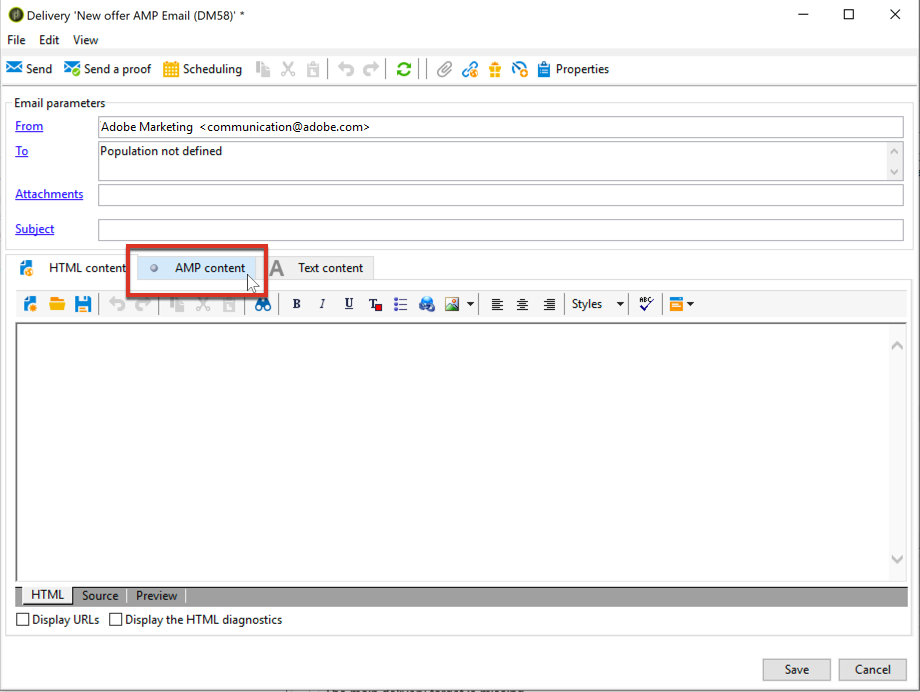 Delivery 'New offer AMP Email (DM58)' *
File Edit View
Send Send a proof Scheduling Properties
Email parameters
From Adobe Marketing <communication@adobe.com>
To Population not defined
Attachments
Subject
HTML content AMP content A Text content
B I U T Styles ABC
HTML Source Preview
Display URLs Display the HTML diagnostics
Save Cancel